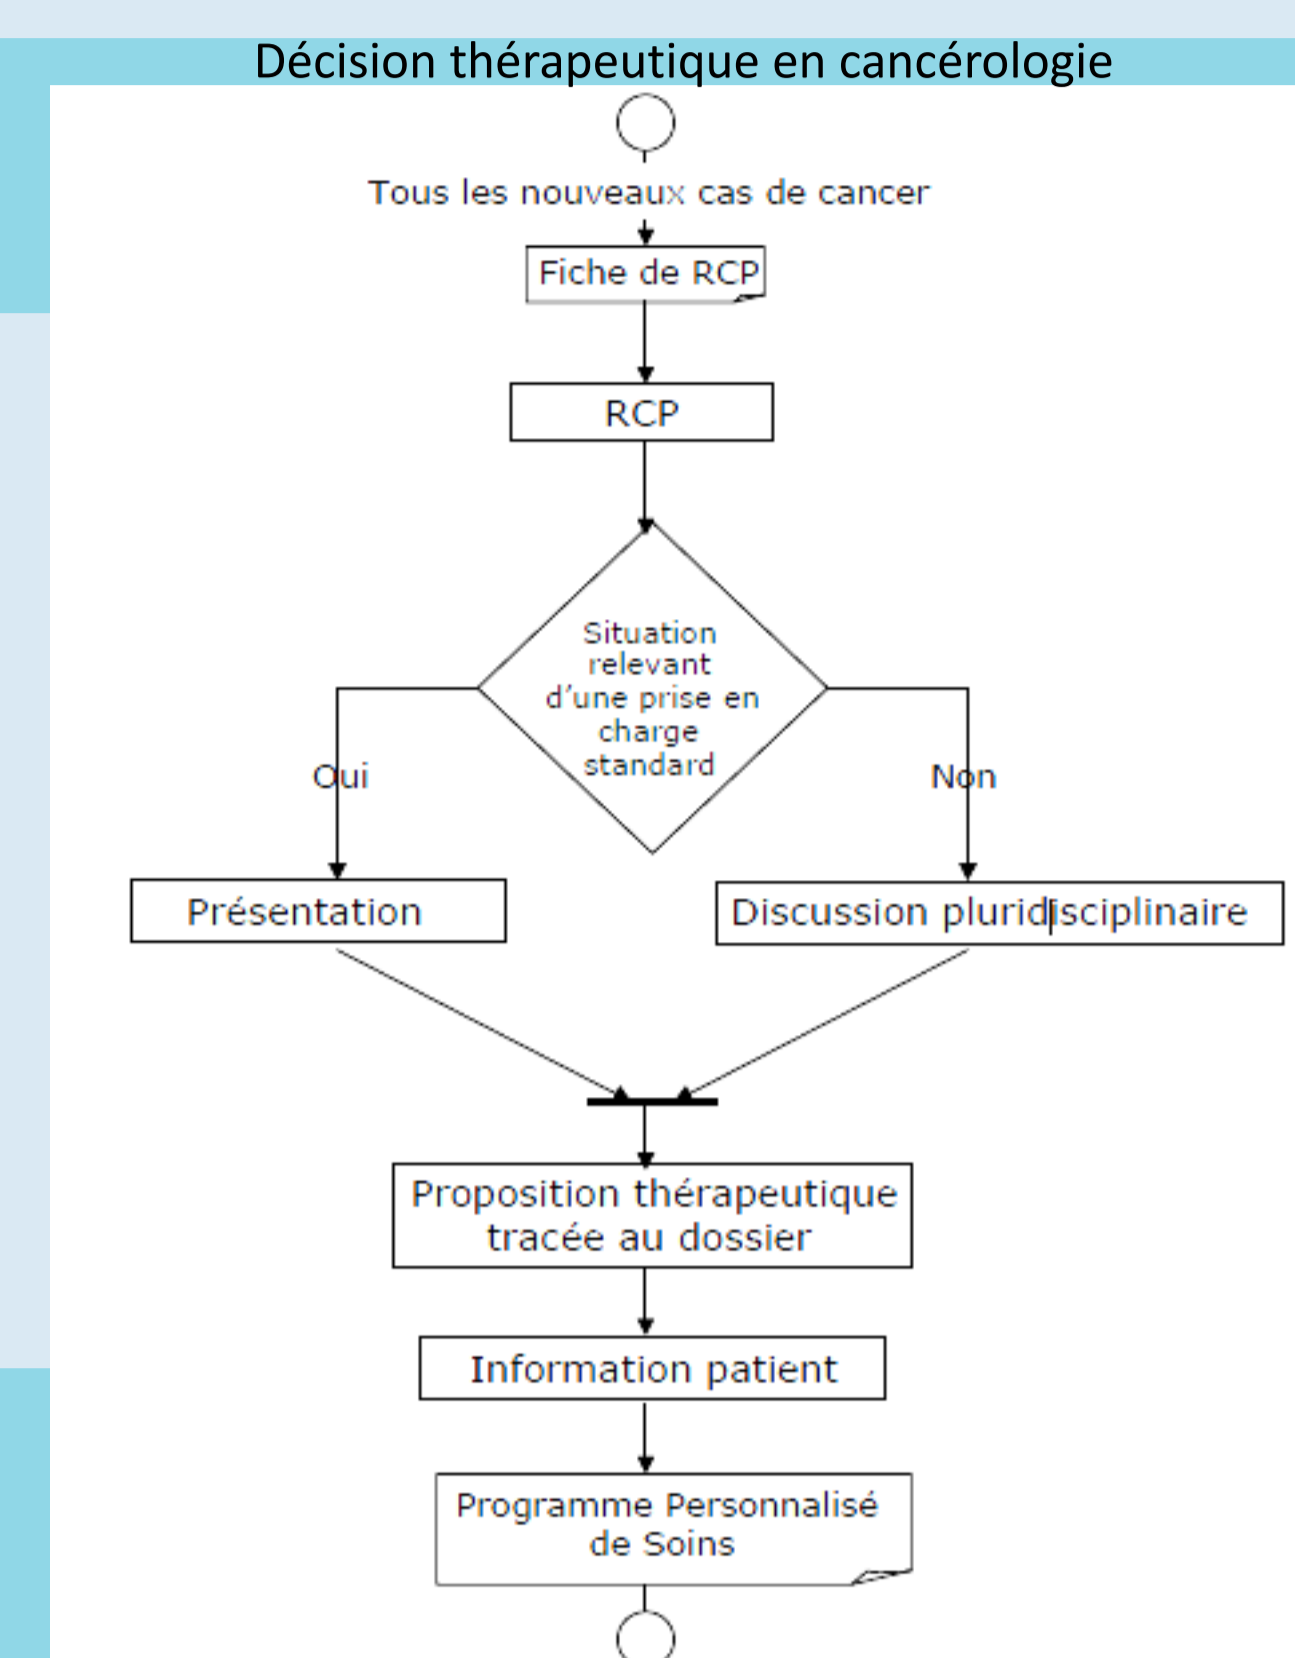 Décision thérapeutique en cancérologie
Tous les nouveaux cas de cancer
Fiche de RCP
RCP
Situation
relevant
d'une prise en
charge
standard
Oui
Non
Présentation
Discussion pluridisciplinaire
Proposition thérapeutique
tracée au dossier
Information patient
Programme Personnalisé
de Soins